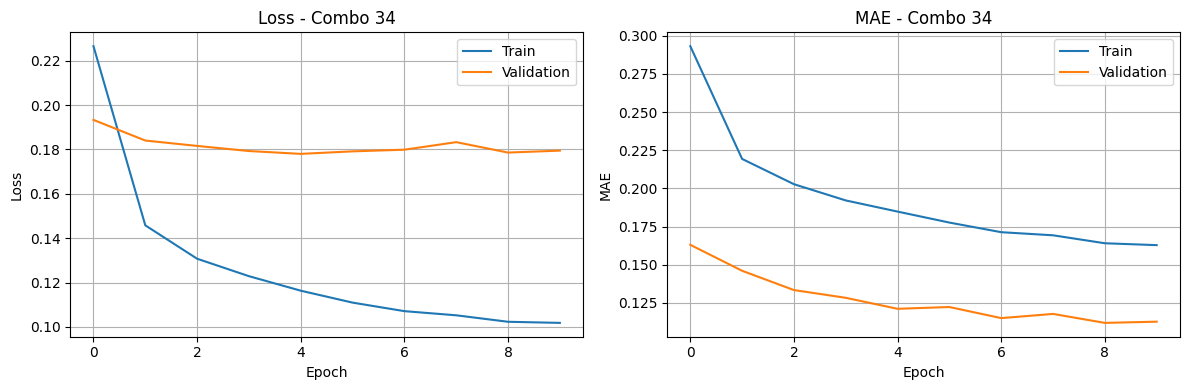 Loss - Combo 34
Train
Validation
0.22
0.20
0.18
0.16
0.14
0.12
0.10
Loss
0 2 4 6 8
Epoch
MAE - Combo 34
Train
Validation
0.300
0.275
0.250
0.225
0.200
0.175
0.150
0.125
MAE
0 2 4 6 8
Epoch